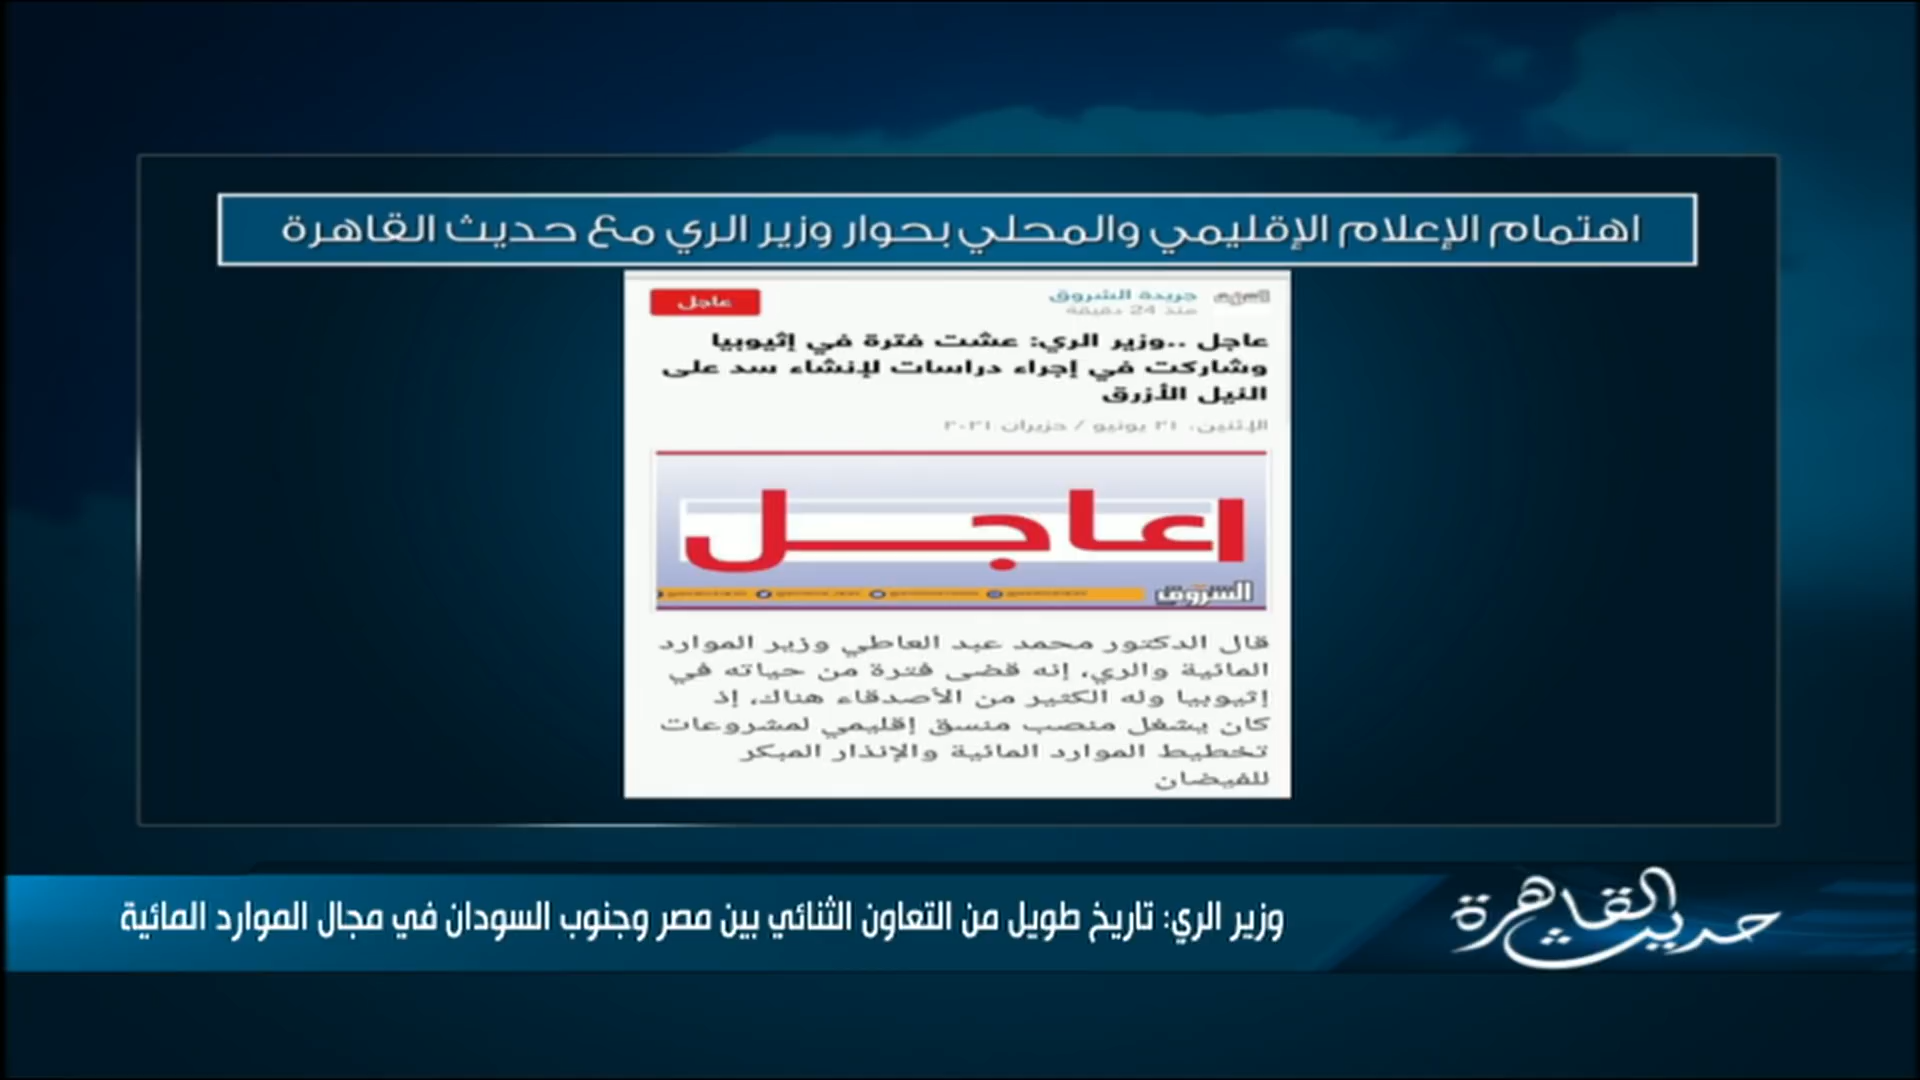 اهتمام الإعلام الإقليمي والمحلي بحوار وزير الري مع حديث القاهرة
الشروق
جريدة الشروق
عاجل
منذ 24 دقيقة
عاجل ..وزير الري: عشت فترة في إثيوبيا
وشاركت في إجراء دراسات لإنشاء سد على
النيل الأزرق
الإثنين، ٢١ يونيو / حزيران ٢٠٢١
عاجل
الشروق
قال الدكتور محمد عبد العاطي وزير الموارد
المائية والري، إنه قضى فترة من حياته في
إثيوبيا وله الكثير من الأصدقاء هناك، إذ
كان يشغل منصب منسق إقليمي لمشروعات
تخطيط الموارد المائية والإنذار المبكر
للفيضان
وزير الري: تاريخ طويل من التعاون الثنائي بين مصر وجنوب السودان في مجال الموارد المائية
حديث القاهرة